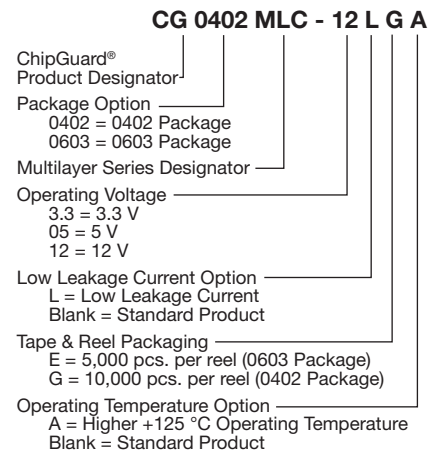 CG 0402 MLC - 12 L G A
ChipGuard®
Product Designator
Package Option
0402 = 0402 Package
0603 = 0603 Package
Multilayer Series Designator
Operating Voltage
3.3 = 3.3 V
05 = 5 V
12 = 12 V
Low Leakage Current Option
L = Low Leakage Current
Blank = Standard Product
Tape & Reel Packaging
E = 5,000 pcs. per reel (0603 Package)
G = 10,000 pcs. per reel (0402 Package)
Operating Temperature Option
A = Higher +125 °C Operating Temperature
Blank = Standard Product